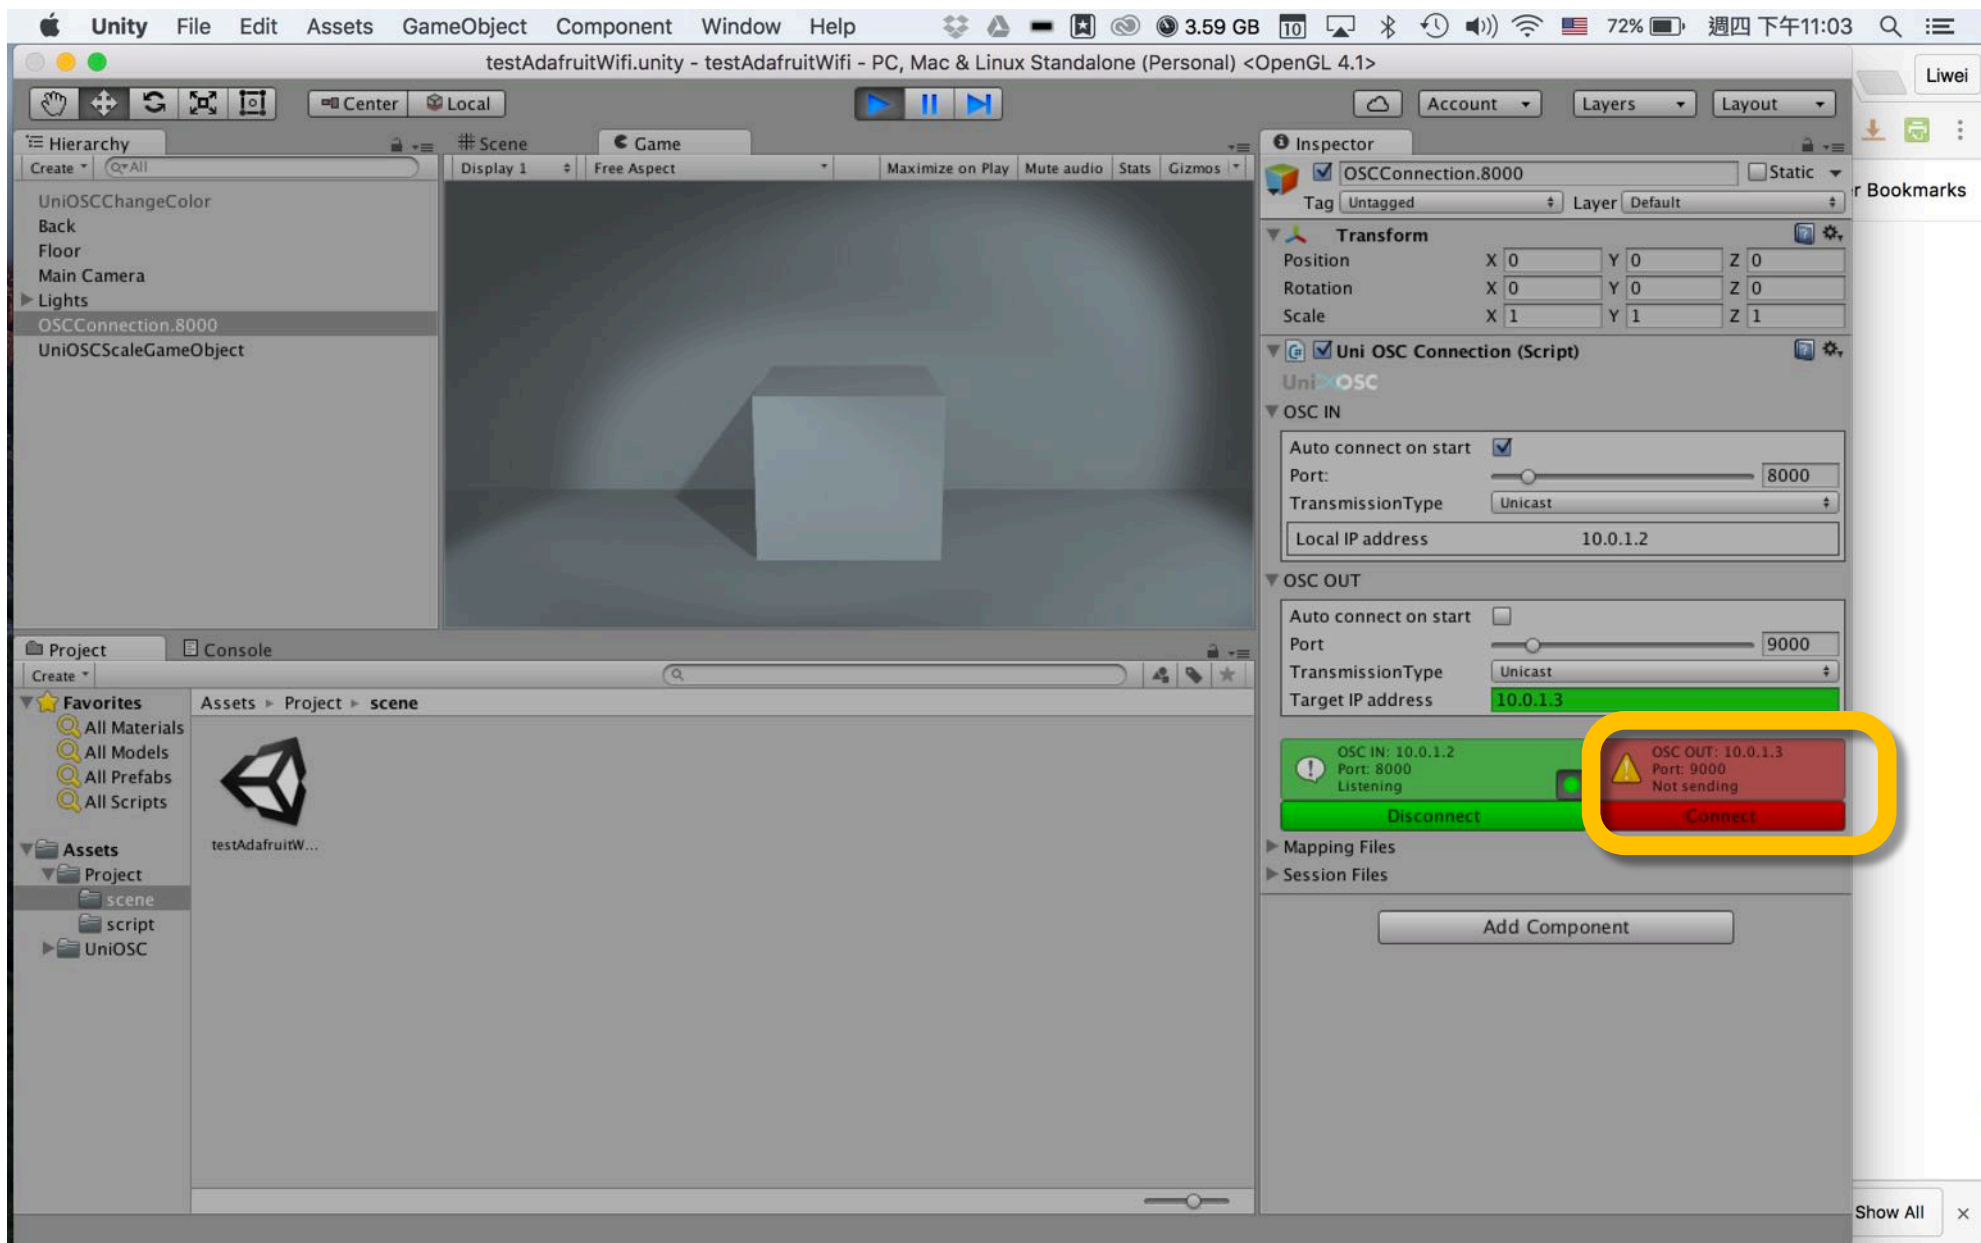 Unity File Edit Assets GameObject Component Window Help 3.59 GB 10 72% 週四 下午11:03
testAdafruitWifi.unity - testAdafruitWifi - PC, Mac & Linux Standalone (Personal) <OpenGL 4.1>
Liwei
Center Local Account Layers Layout
Hierarchy
Create All
UniOSCChangeColor
Back
Floor
Main Camera
Lights
OSCConnection.8000
UniOSCScaleGameObject
Scene Game
Display 1 Free Aspect Maximize on Play Mute audio Stats Gizmos
Inspector
OSCConnection.8000 Static
Tag Untagged Layer Default
Transform
Position X 0 Y 0 Z 0
Rotation X 0 Y 0 Z 0
Scale X 1 Y 1 Z 1
Uni OSC Connection (Script)
Uni OSC
OSC IN
Auto connect on start
Port: 8000
TransmissionType Unicast
Local IP address 10.0.1.2
OSC OUT
Auto connect on start
Port 9000
TransmissionType Unicast
Target IP address 10.0.1.3
OSC IN: 10.0.1.2
Port: 8000
Listening
Disconnect
OSC OUT: 10.0.1.3
Port: 9000
Not sending
Connect
Mapping Files
Session Files
Add Component
Project Console
Create
Favorites
All Materials
All Models
All Prefabs
All Scripts
Assets
Project
scene
script
UniOSC
Assets Project scene
testAdafruitW...
r Bookmarks
Show All